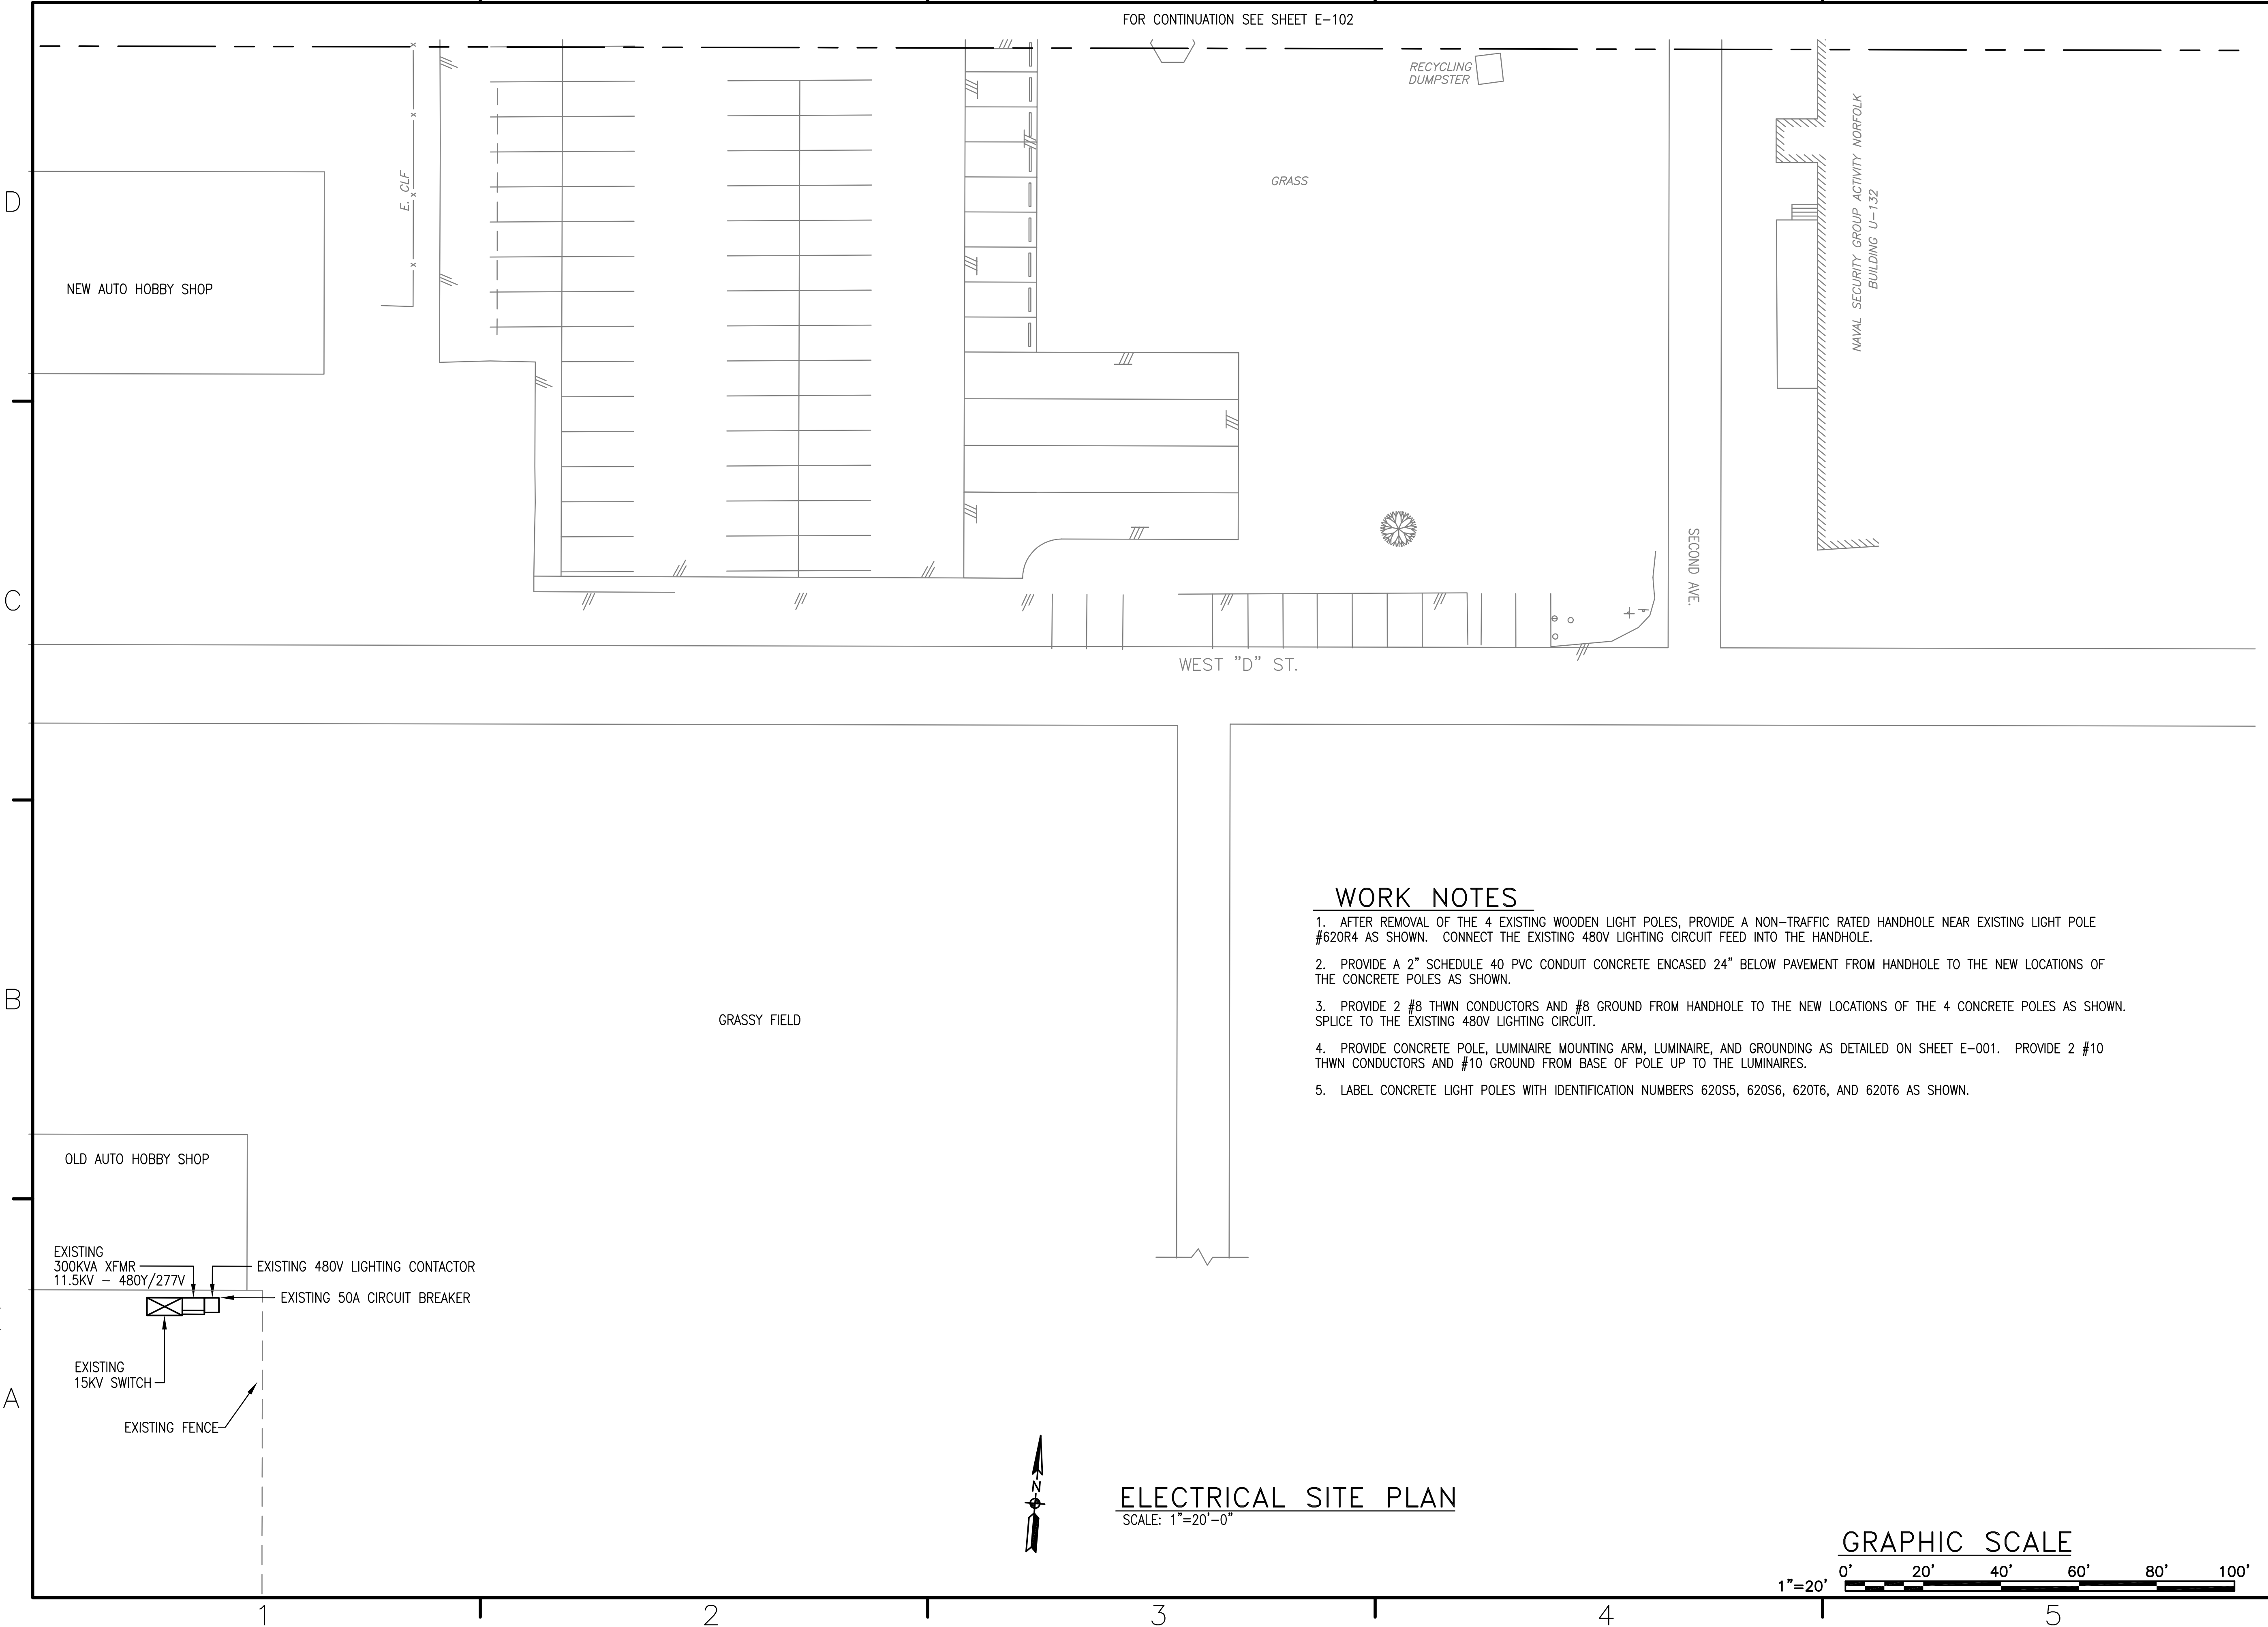 FOR CONTINUATION SEE SHEET E-102
RECYCLING
DUMPSTER
D
E. CLF
GRASS
NAVAL SECURITY GROUP ACTIVITY NORFOLK
BUILDING U-132
NEW AUTO HOBBY SHOP
SECOND AVE.
C
WEST "D" ST.
WORK NOTES
1. AFTER REMOVAL OF THE 4 EXISTING WOODEN LIGHT POLES, PROVIDE A NON-TRAFFIC RATED HANDHOLE NEAR EXISTING LIGHT POLE
#620R4 AS SHOWN. CONNECT THE EXISTING 480V LIGHTING CIRCUIT FEED INTO THE HANDHOLE.
2. PROVIDE A 2" SCHEDULE 40 PVC CONDUIT CONCRETE ENCASED 24" BELOW PAVEMENT FROM HANDHOLE TO THE NEW LOCATIONS OF
THE CONCRETE POLES AS SHOWN.
3. PROVIDE 2 #8 THWN CONDUCTORS AND #8 GROUND FROM HANDHOLE TO THE NEW LOCATIONS OF THE 4 CONCRETE POLES AS SHOWN.
SPLICE TO THE EXISTING 480V LIGHTING CIRCUIT.
4. PROVIDE CONCRETE POLE, LUMINAIRE MOUNTING ARM, LUMINAIRE, AND GROUNDING AS DETAILED ON SHEET E-001. PROVIDE 2 #10
THWN CONDUCTORS AND #10 GROUND FROM BASE OF POLE UP TO THE LUMINAIRES.
5. LABEL CONCRETE LIGHT POLES WITH IDENTIFICATION NUMBERS 620S5, 620S6, 620T6, AND 620T6 AS SHOWN.
B
GRASSY FIELD
OLD AUTO HOBBY SHOP
EXISTING
300KVA XFMR
11.5KV - 480Y/277V
EXISTING 480V LIGHTING CONTACTOR
EXISTING 50A CIRCUIT BREAKER
EXISTING
15KV SWITCH
A
EXISTING FENCE
N
ELECTRICAL SITE PLAN
SCALE: 1"=20'-0"
GRAPHIC SCALE
0' 20' 40' 60' 80' 100'
1"=20'
1 2 3 4 5